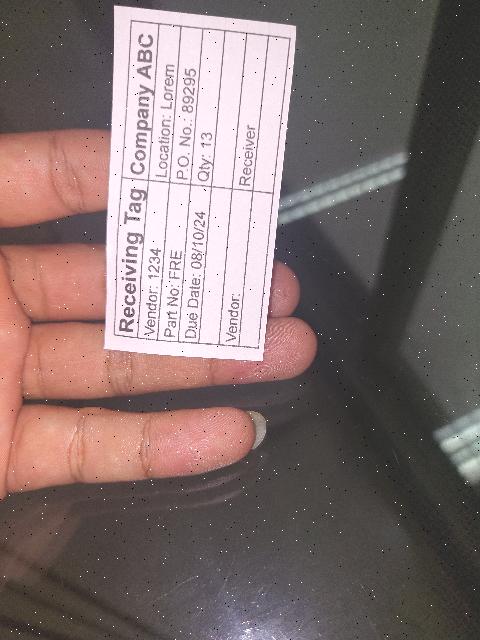 Receiving Tag Company ABC
Vendor: 1234 Location: Lorem
Part No: FRE P.O. No.: 89295
Due Date: 08/10/24 Qty: 13
Vendor: Receiver